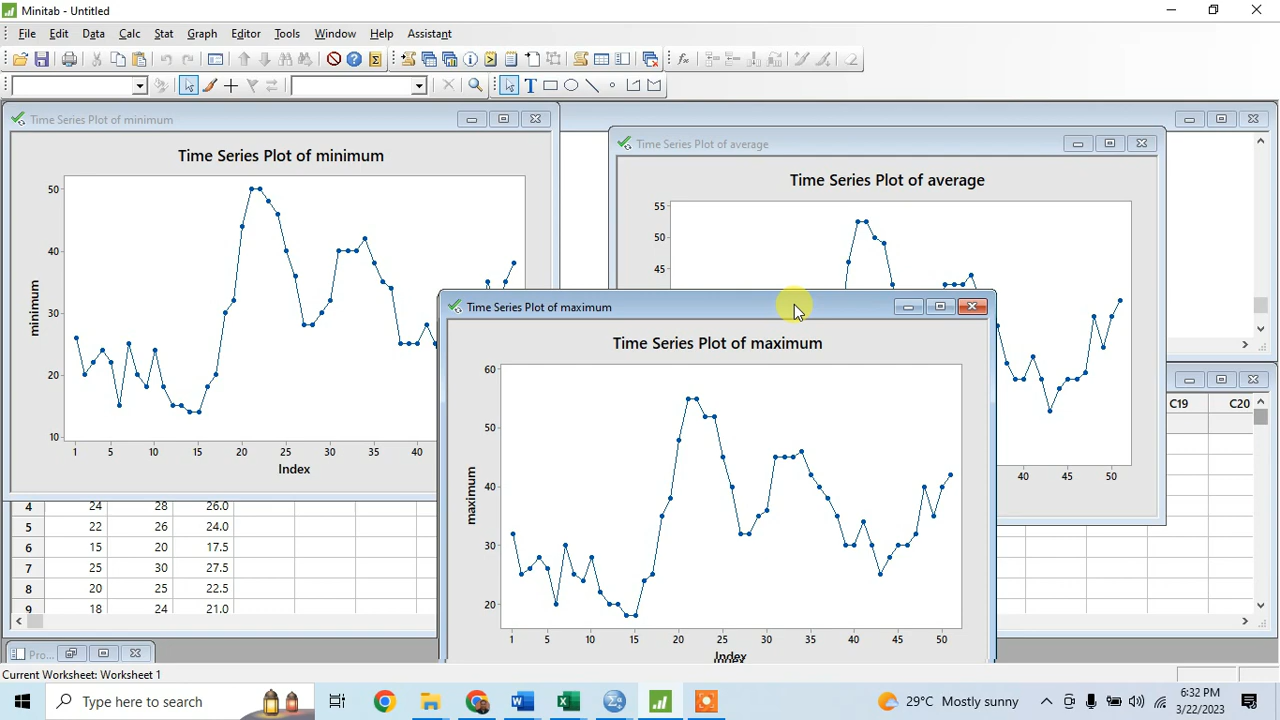 Minitab - Untitled
File Edit Data Calc Stat Graph Editor Tools Window Help Assistant
Time Series Plot of minimum
Time Series Plot of minimum
50
40
30
20
10
minimum
1 5 10 15 20 25 30 35 40
Index
Time Series Plot of average
Time Series Plot of average
55
50
45
40 45 50
Time Series Plot of maximum
Time Series Plot of maximum
60
50
40
30
20
maximum
1 5 10 15 20 25 30 35 40 45 50
Index
C19 C20
4 24 28 26.0
5 22 26 24.0
6 15 20 17.5
7 25 30 27.5
8 20 25 22.5
9 18 24 21.0
Pro...
Current Worksheet: Worksheet 1
Type here to search
29°C Mostly sunny
6:32 PM
3/22/2023